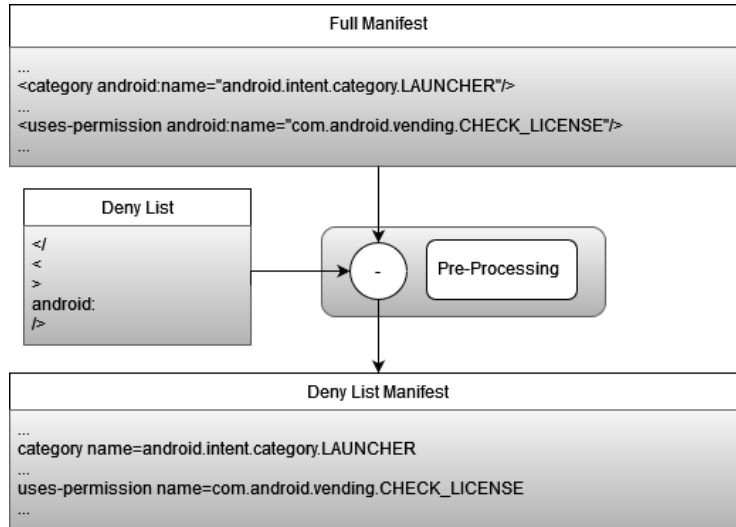 Full Manifest
...
<category android:name="android.intent.category.LAUNCHER"/>
...
<uses-permission android:name="com.android.vending.CHECK_LICENSE"/>
...
Deny List
</
<
>
android:
/>
-
Pre-Processing
Deny List Manifest
...
category name=android.intent.category.LAUNCHER
...
uses-permission name=com.android.vending.CHECK_LICENSE
...